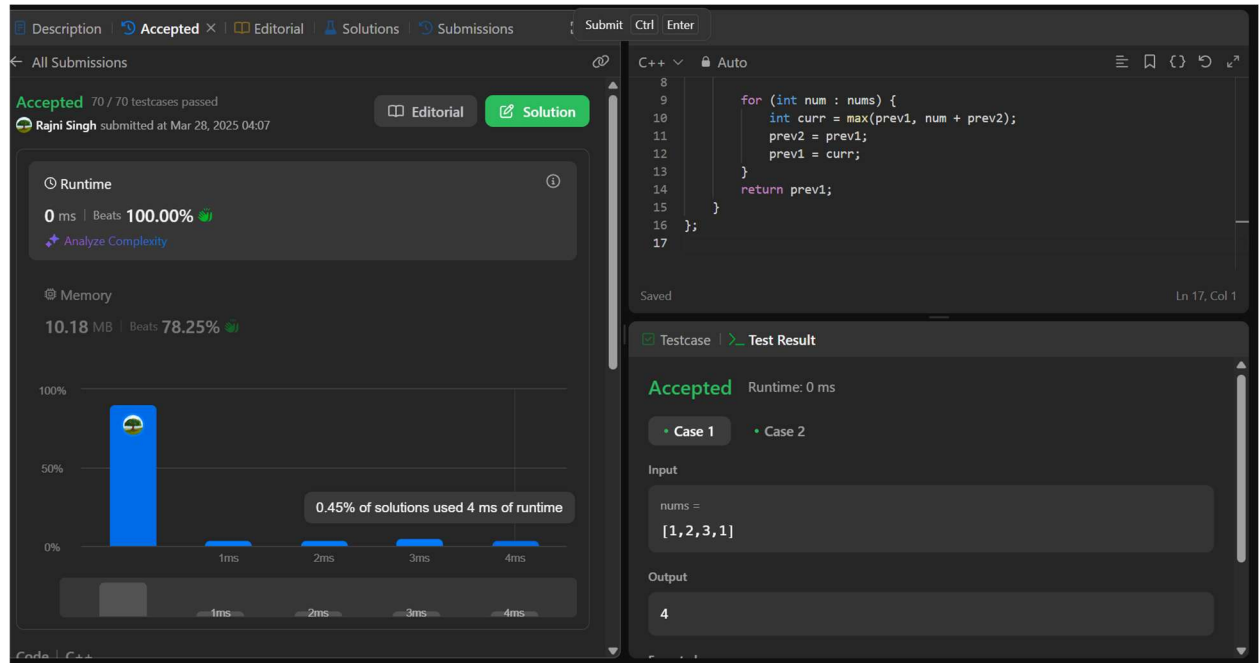 Submit Ctrl Enter
Description Accepted Editorial Solutions Submissions
All Submissions
Accepted 70 / 70 testcases passed
Rajni Singh submitted at Mar 28, 2025 04:07
Editorial Solution
Runtime
0 ms Beats 100.00%
Analyze Complexity
Memory
10.18 MB Beats 78.25%
100%
50%
0%
0.45% of solutions used 4 ms of runtime
1ms 2ms 3ms 4ms
1ms 2ms 3ms 4ms
Code C++
C++ Auto
8
9 for (int num : nums) {
10 int curr = max(prev1, num + prev2);
11 prev2 = prev1;
12 prev1 = curr;
13 }
14 return prev1;
15 }
16 };
17
Saved Ln 17, Col 1
Testcase >_ Test Result
Accepted Runtime: 0 ms
• Case 1 • Case 2
Input
nums =
[1,2,3,1]
Output
4